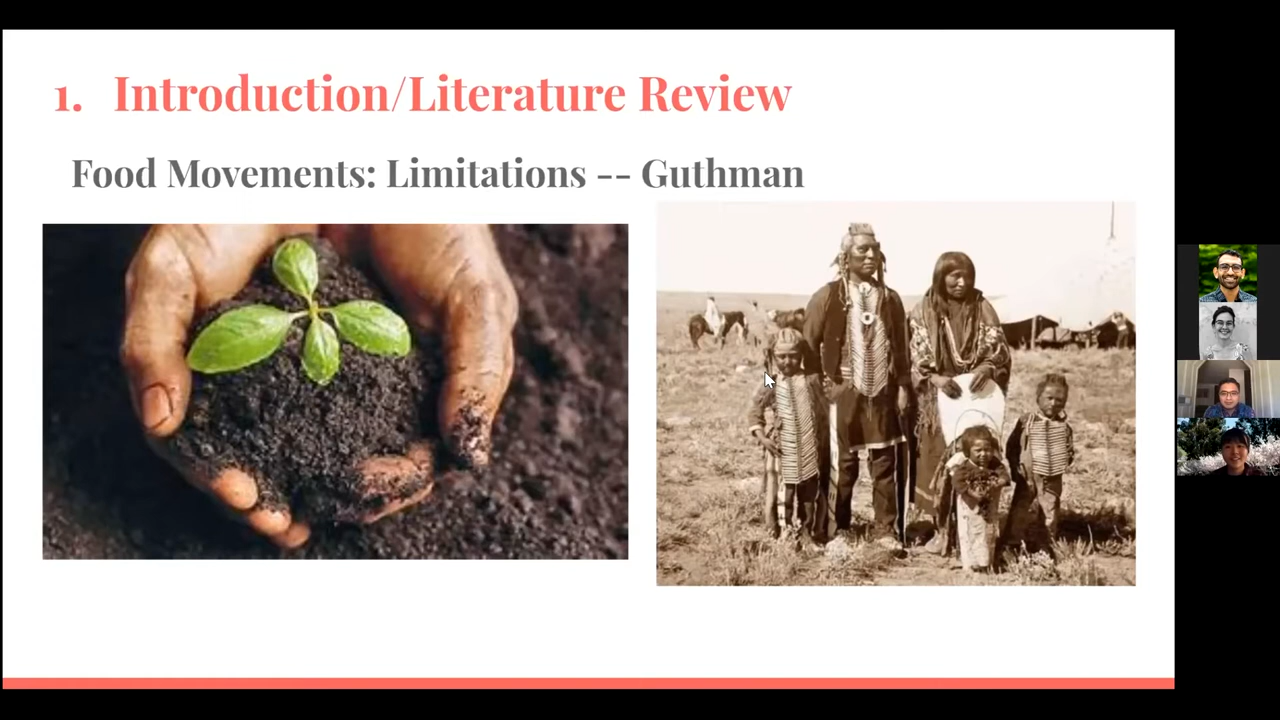 1. Introduction/Literature Review
Food Movements: Limitations -- Guthman